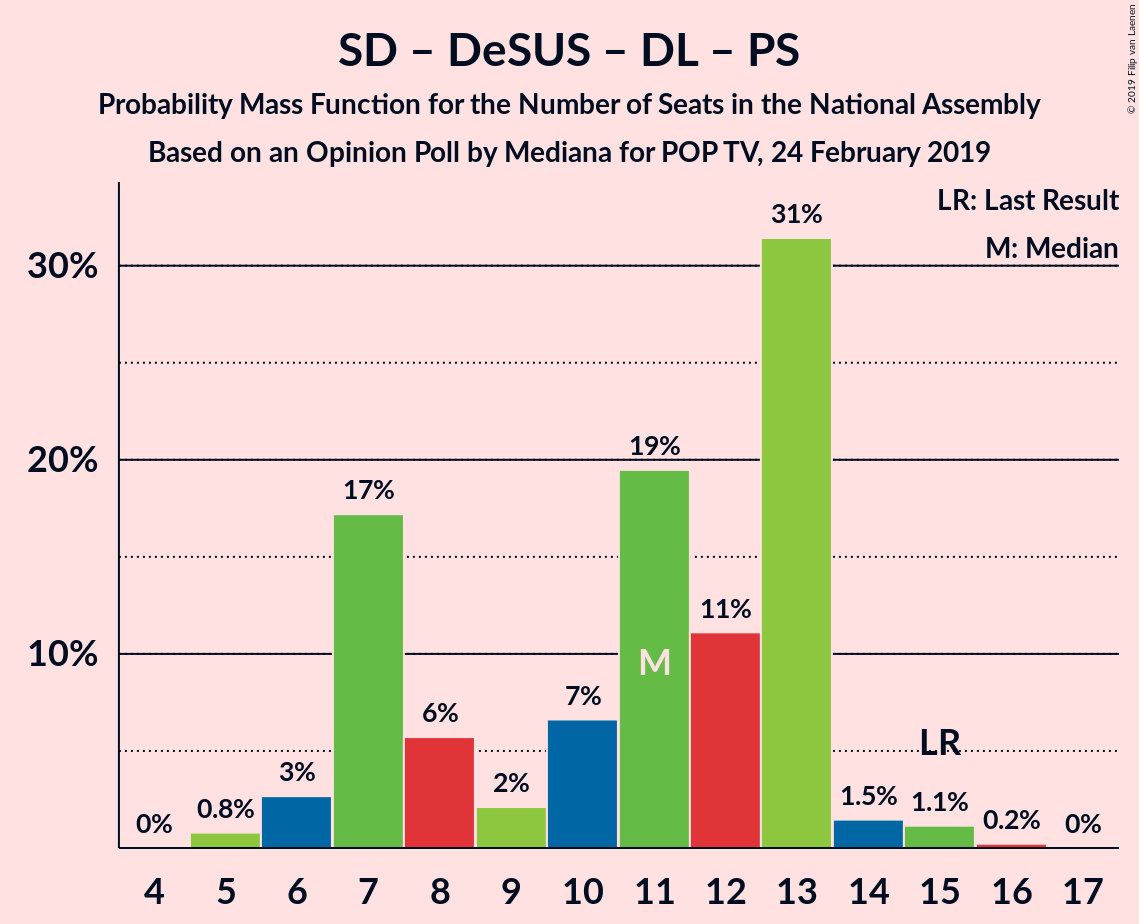 SD – DeSUS – DL – PS
Probability Mass Function for the Number of Seats in the National Assembly
Based on an Opinion Poll by Mediana for POP TV, 24 February 2019
© 2019 Filip van Laenen
LR: Last Result
M: Median
30%
20%
10%
0%
0.8%
3%
17%
6%
2%
7%
19%
11%
31%
1.5%
1.1%
0.2%
0%
M
LR
4 5 6 7 8 9 10 11 12 13 14 15 16 17